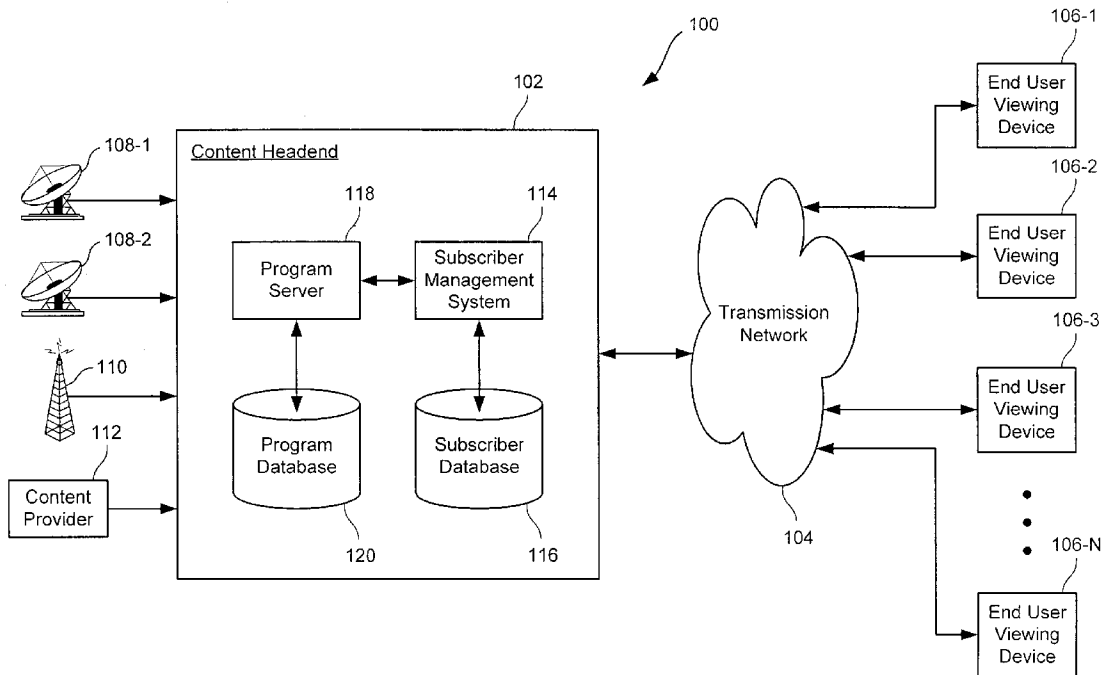 100
106-1
End User
Viewing
Device
102
Content Headend
108-1
118
114
106-2
Program
Server
Subscriber
Management
System
End User
Viewing
Device
108-2
Transmission
Network
106-3
110
End User
Viewing
Device
112
Program
Database
Subscriber
Database
Content
Provider
120
116
104
106-N
End User
Viewing
Device